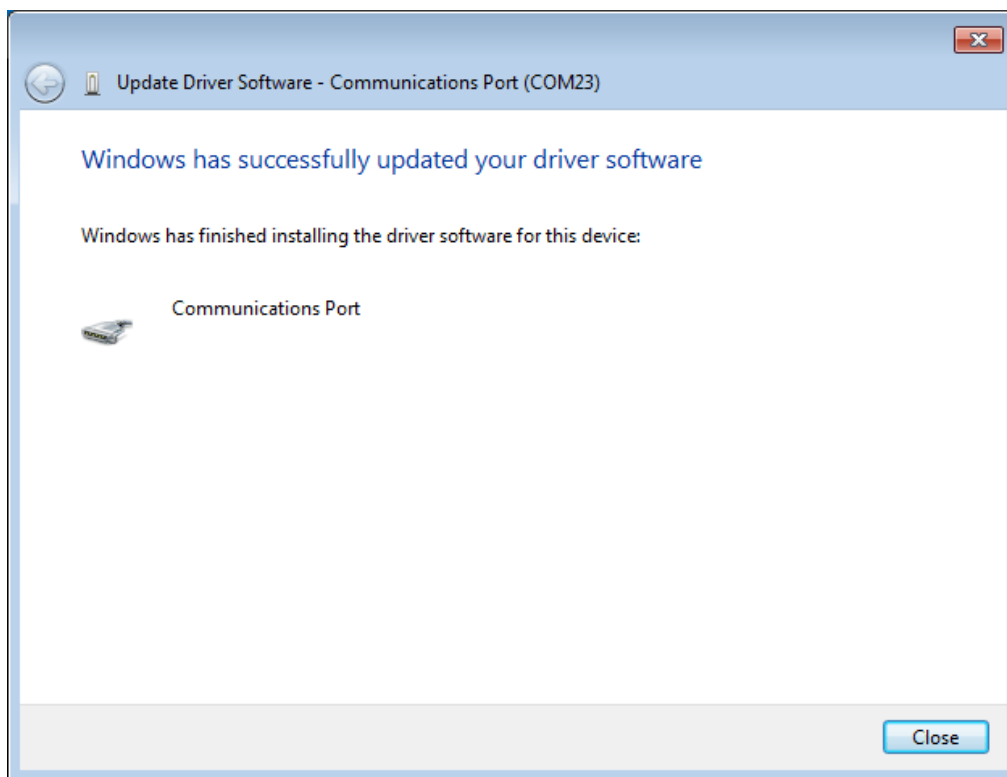 Update Driver Software - Communications Port (COM23)
Windows has successfully updated your driver software
Windows has finished installing the driver software for this device:
Communications Port
Close